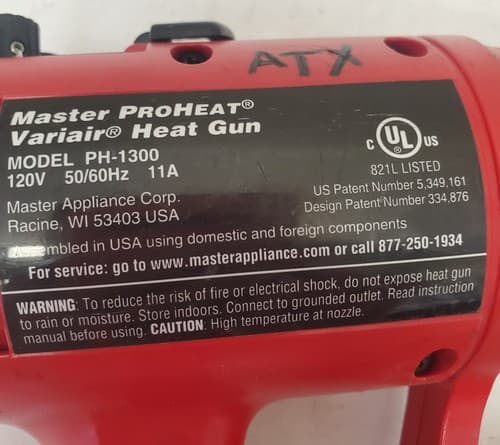 ATX
Master PROHEAT®
Variair® Heat Gun
MODEL PH-1300
120V 50/60Hz 11A
Master Appliance Corp.
Racine, WI 53403 USA
C UL US
821L LISTED
US Patent Number 5,349,161
Design Patent Number 334,876
Assembled in USA using domestic and foreign components
For service: go to www.masterappliance.com or call 877-250-1934
WARNING: To reduce the risk of fire or electrical shock, do not expose heat gun
to rain or moisture. Store indoors. Connect to grounded outlet. Read instruction
manual before using. CAUTION: High temperature at nozzle.